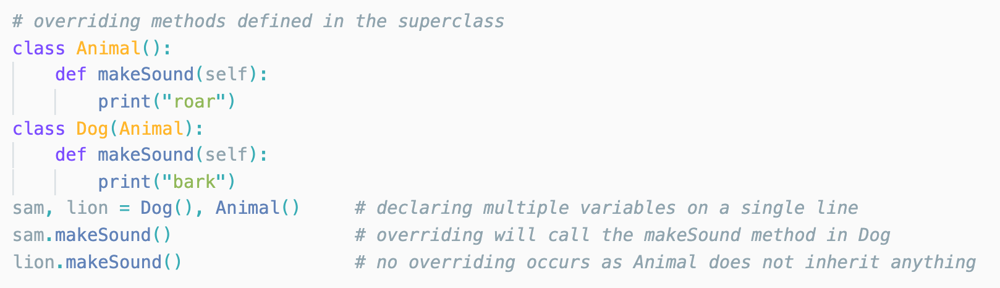 # overriding methods defined in the superclass
class Animal():
    def makeSound(self):
        print("roar")
class Dog(Animal):
    def makeSound(self):
        print("bark")
sam, lion = Dog(), Animal()     # declaring multiple variables on a single line
sam.makeSound()                 # overriding will call the makeSound method in Dog
lion.makeSound()                # no overriding occurs as Animal does not inherit anything